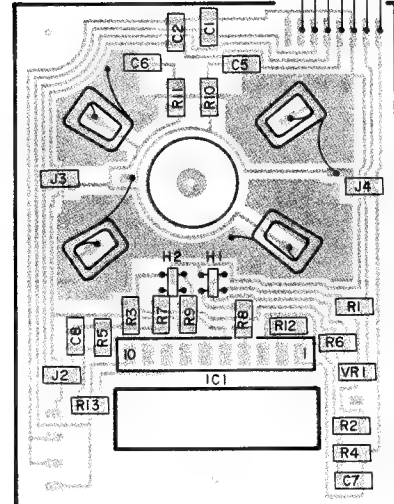 C2 C1
C6 C5
R11 R10
J3 J4
H2 H1
R1
R3 R7 R9 R8 R12
C8 R5 R6
10 1
J2 IC1 VR1
R13
R2
R4
C7